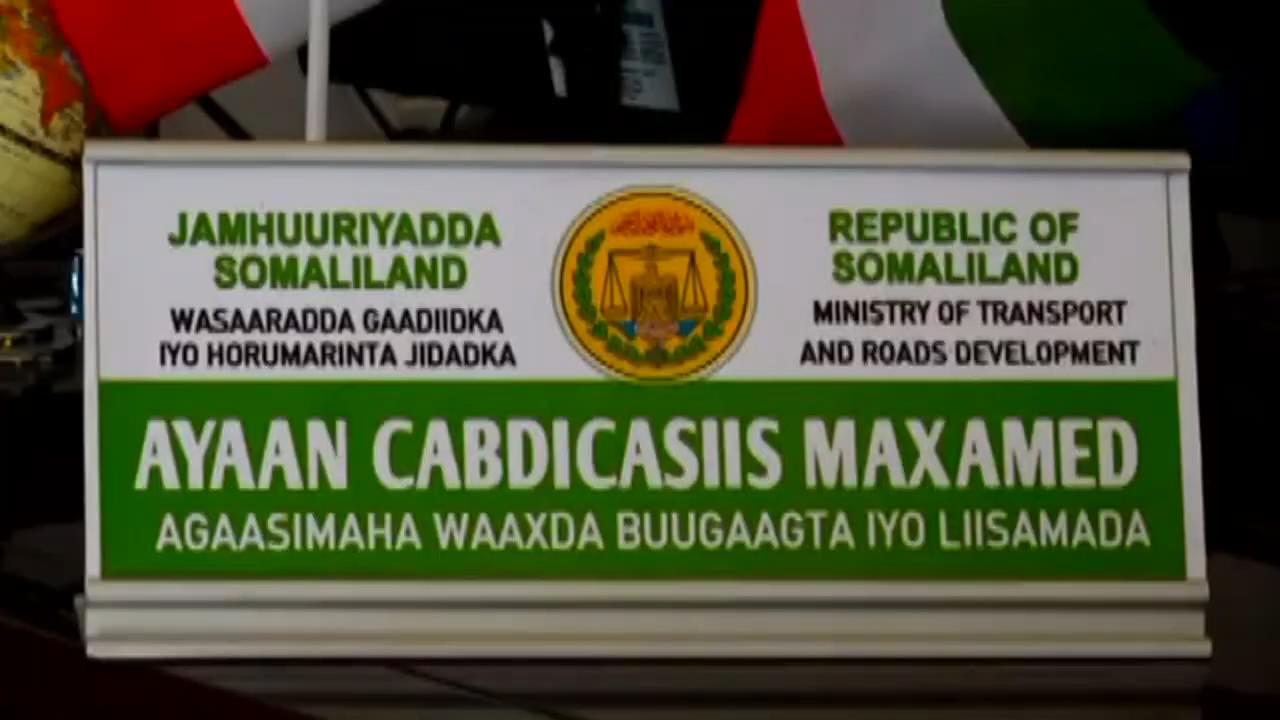 JAMHUURIYADDA
SOMALILAND
WASAARADDA GAADIIDKA
IYO HORUMARINTA JIDADKA
REPUBLIC OF
SOMALILAND
MINISTRY OF TRANSPORT
AND ROADS DEVELOPMENT
AYAAN CABDICASIIS MAXAMED
AGAASIMAHA WAAXDA BUUGAAGTA IYO LIISAMADA